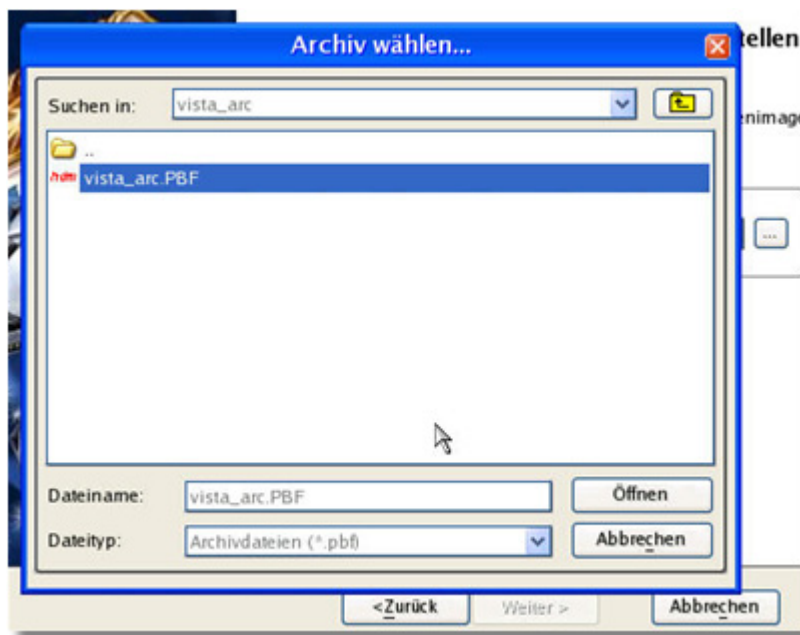 Archiv wählen...
tellen
Suchen in: vista_arc
enimage
..
vista_arc.PBF
...
Dateiname: vista_arc.PBF Öffnen
Dateityp: Archivdateien (*.pbf) Abbrechen
<Zurück Weiter > Abbrechen